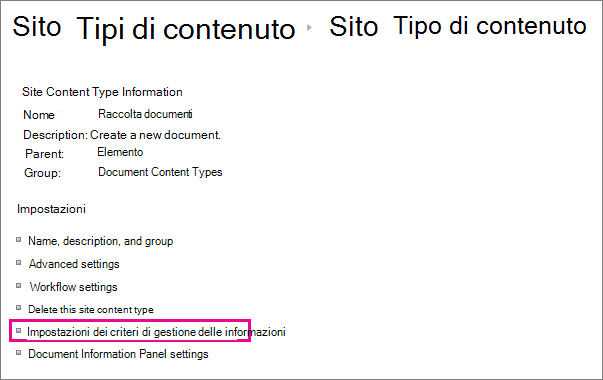 Sito Tipi di contenuto ▸ Sito Tipo di contenuto
Site Content Type Information
Nome Raccolta documenti
Description: Create a new document.
Parent: Elemento
Group: Document Content Types
Impostazioni
Name, description, and group
Advanced settings
Workflow settings
Delete this site content type
Impostazioni dei criteri di gestione delle informazioni
Document Information Panel settings